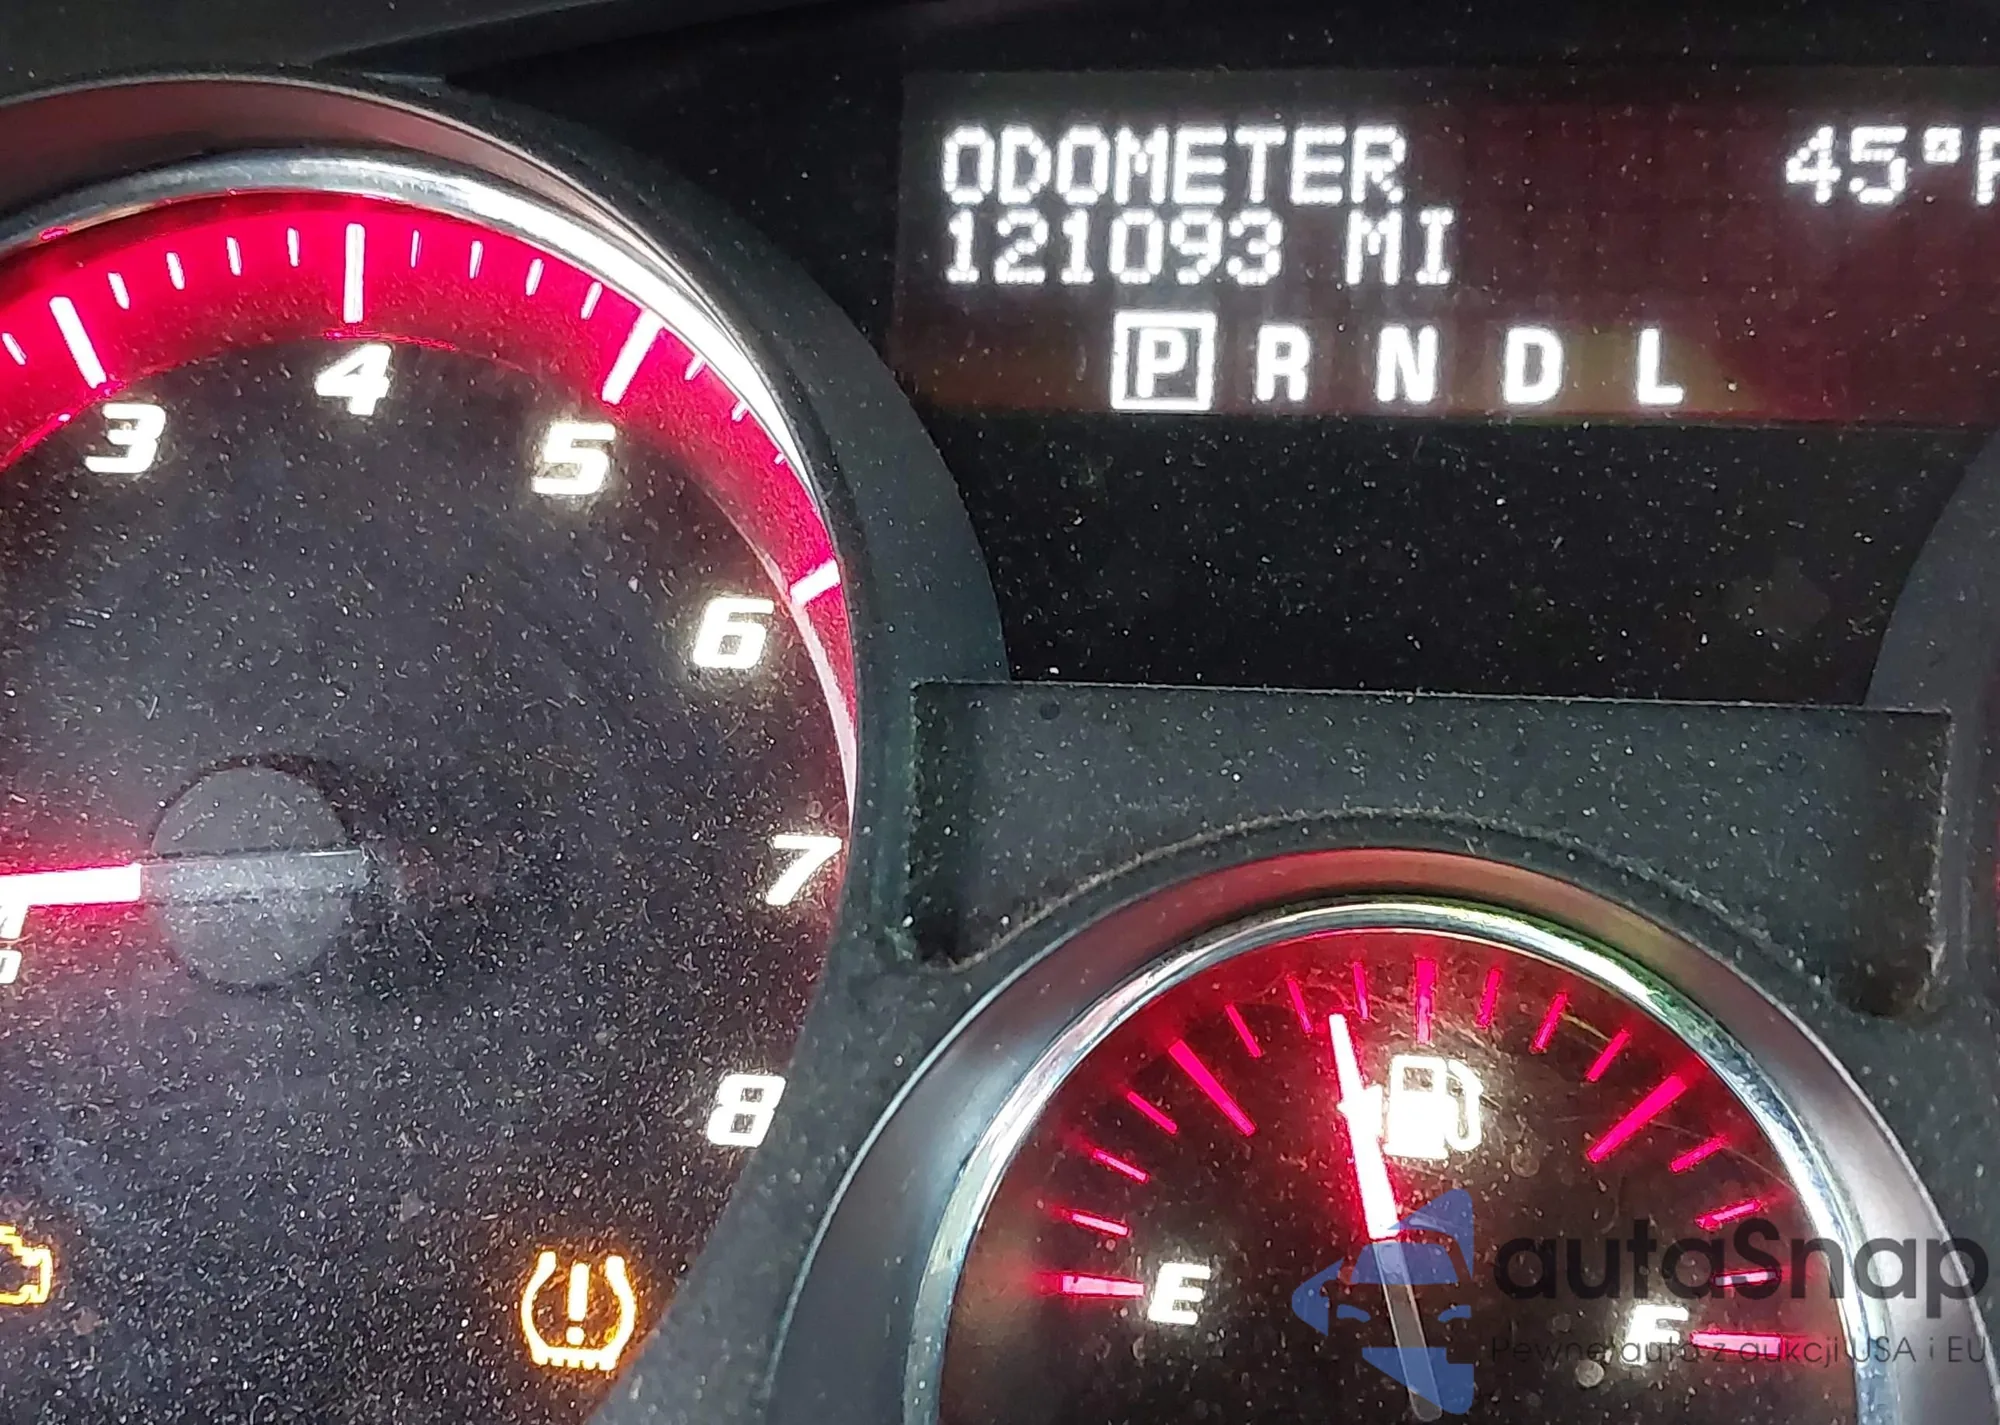 ODOMETER 45°F
121093 MI
P R N D L
3
4
5
6
7
8
E
F
autaSnap
Pewne auta z aukcji USA i EU